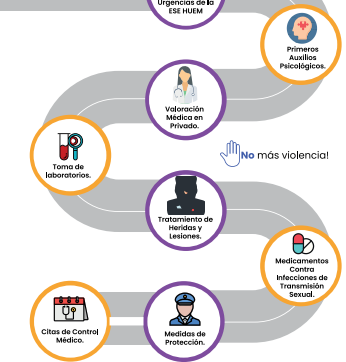 Urgencias de la
ESE HUEM
Primeros
Auxilios
Psicológicos.
Valoración
Médica en
Privado.
No más violencia!
Toma de
laboratorios.
Tratamiento de
Heridas y
Lesiones.
Medicamentos
Contra
Infecciones de
Transmisión
Sexual.
Citas de Control
Médico.
Medidas de
Protección.